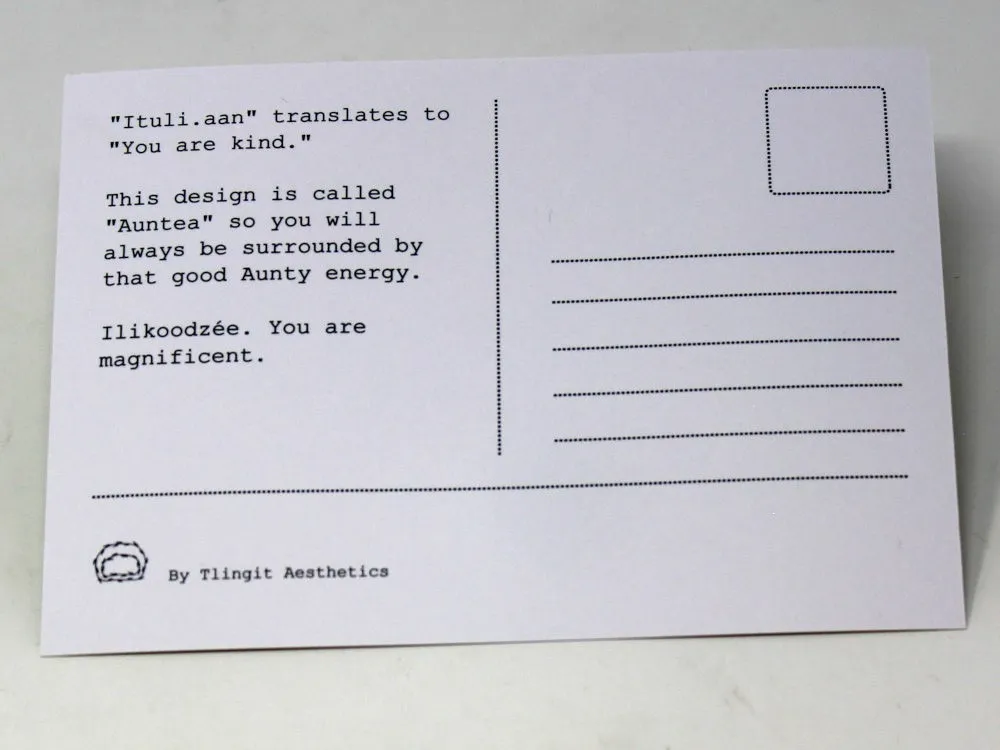 "Ituli.aan" translates to
"You are kind."
This design is called
"Auntea" so you will
always be surrounded by
that good Aunty energy.
Ilikoodzée. You are
magnificent.
By Tlingit Aesthetics